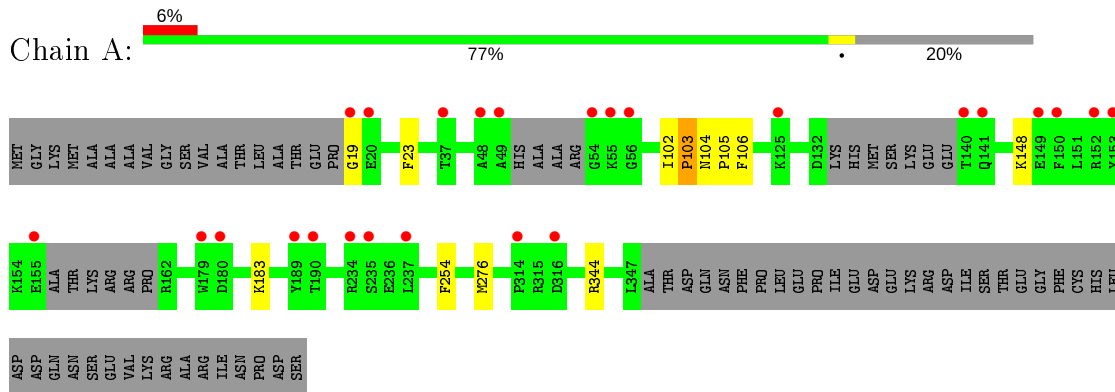 6%
Chain A:
77%
20%
MET GLY LYS MET ALA ALA ALA VAL GLY SER VAL ALA THR LEU ALA THR GLU PRO G19 E20 F23 T37 A48 A49 HIS ALA ALA ARG G54 K55 G56 I102 P103 N104 P105 F106 K125 D132 LYS HIS MET SER LYS GLU GLU T140 Q141 K148 E149 F150 L151 R152 Y153
K154 E155 ALA THR LYS ARG ARG PRO R162 W179 D180 K183 Y189 T190 R234 S235 E236 L237 F254 M276 P314 R315 D316 R344 L347 ALA THR ASP GLN ASN PHE PRO LEU GLU PRO ILE GLU ASP GLU LYS ARG ASP ILE SER THR GLU GLY PHE CYS HIS LEU
ASP ASP GLN ASN SER GLU VAL LYS ARG ALA ARG ILE ASN PRO ASP SER